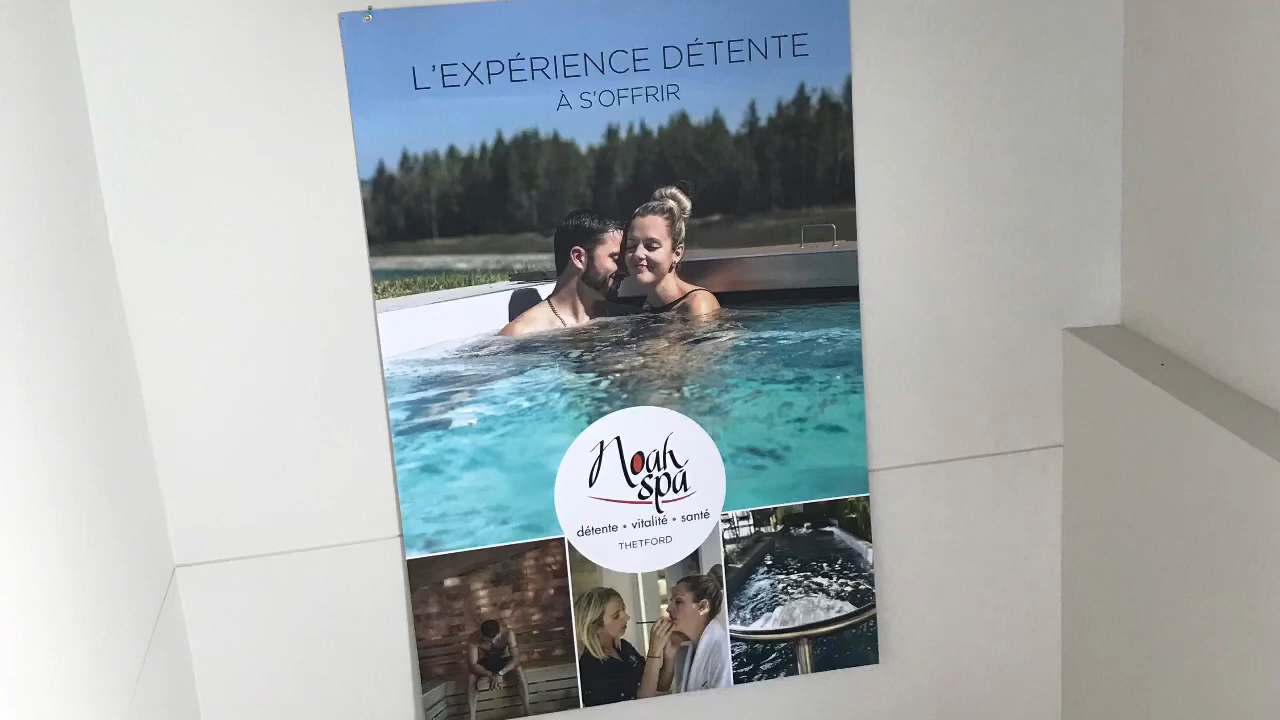 L'EXPÉRIENCE DÉTENTE
À S'OFFRIR
Noah
spa
détente • vitalité • santé
THETFORD